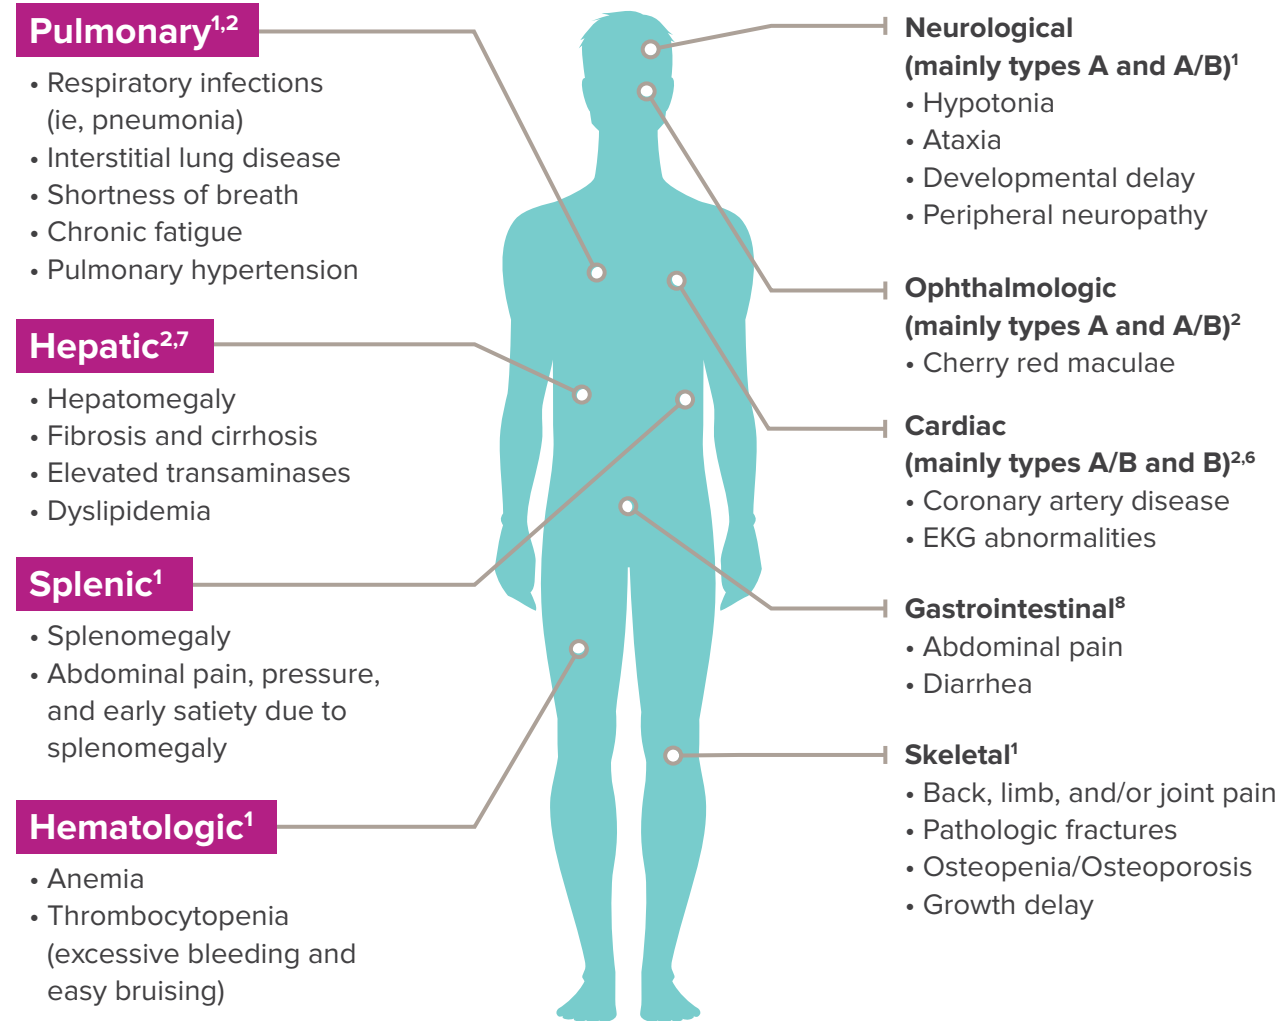 Pulmonary1,2
• Respiratory infections
(ie, pneumonia)
• Interstitial lung disease
• Shortness of breath
• Chronic fatigue
• Pulmonary hypertension
Hepatic2,7
• Hepatomegaly
• Fibrosis and cirrhosis
• Elevated transaminases
• Dyslipidemia
Splenic1
• Splenomegaly
• Abdominal pain, pressure,
and early satiety due to
splenomegaly
Hematologic1
• Anemia
• Thrombocytopenia
(excessive bleeding and
easy bruising)
Neurological
(mainly types A and A/B)1
• Hypotonia
• Ataxia
• Developmental delay
• Peripheral neuropathy
Ophthalmologic
(mainly types A and A/B)2
• Cherry red maculae
Cardiac
(mainly types A/B and B)2,6
• Coronary artery disease
• EKG abnormalities
Gastrointestinal8
• Abdominal pain
• Diarrhea
Skeletal1
• Back, limb, and/or joint pain
• Pathologic fractures
• Osteopenia/Osteoporosis
• Growth delay